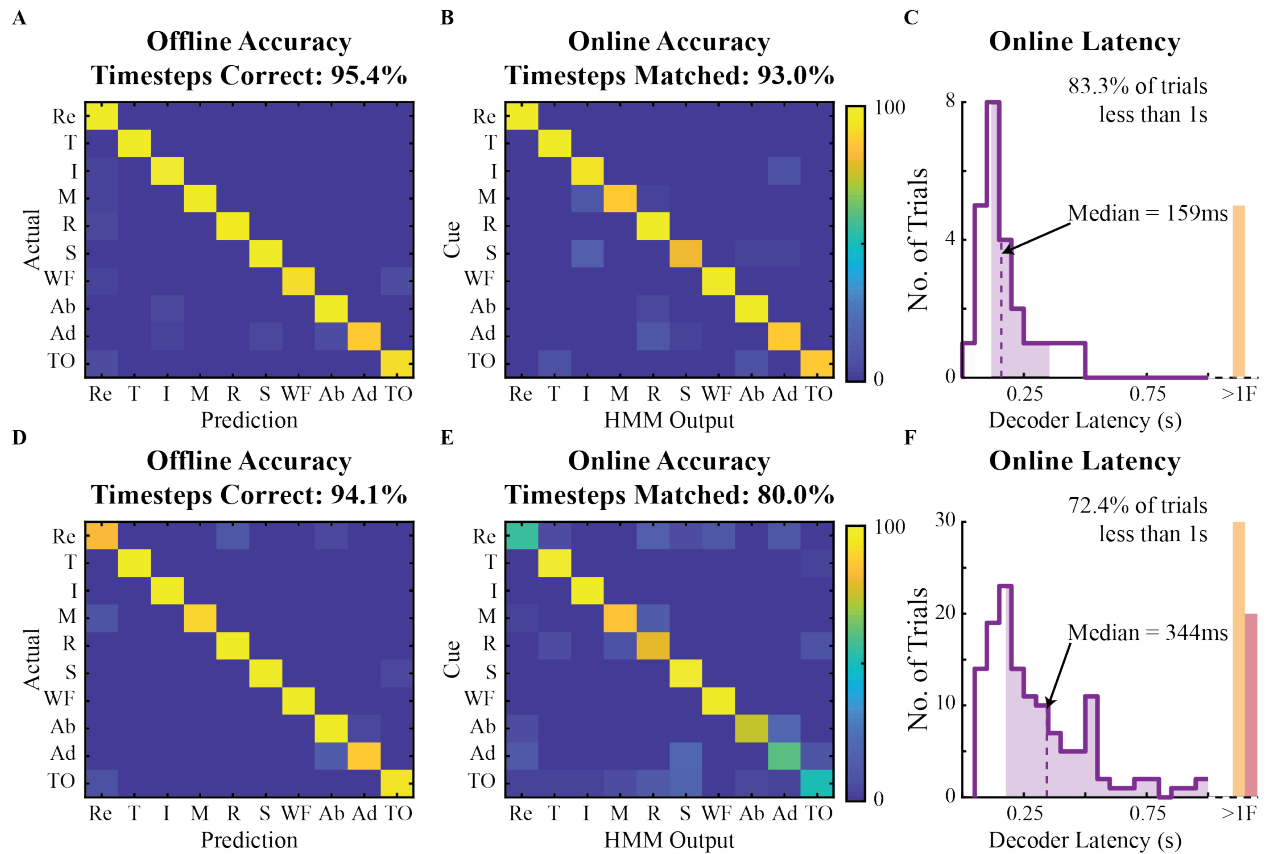 A
Offline Accuracy
Timesteps Correct: 95.4%
Actual
Re
T
I
M
R
S
WF
Ab
Ad
TO
Re T I M R S WF Ab Ad TO
Prediction
B
Online Accuracy
Timesteps Matched: 93.0%
Cue
Re
T
I
M
R
S
WF
Ab
Ad
TO
Re T I M R S WF Ab Ad TO
HMM Output
100
0
C
Online Latency
83.3% of trials
less than 1s
Median = 159ms
No. of Trials
8
4
0
0.25 0.75 >1F
Decoder Latency (s)
D
Offline Accuracy
Timesteps Correct: 94.1%
Actual
Re
T
I
M
R
S
WF
Ab
Ad
TO
Re T I M R S WF Ab Ad TO
Prediction
E
Online Accuracy
Timesteps Matched: 80.0%
Cue
Re
T
I
M
R
S
WF
Ab
Ad
TO
Re T I M R S WF Ab Ad TO
HMM Output
100
0
F
Online Latency
72.4% of trials
less than 1s
Median = 344ms
No. of Trials
30
20
10
0
0.25 0.75 >1F
Decoder Latency (s)